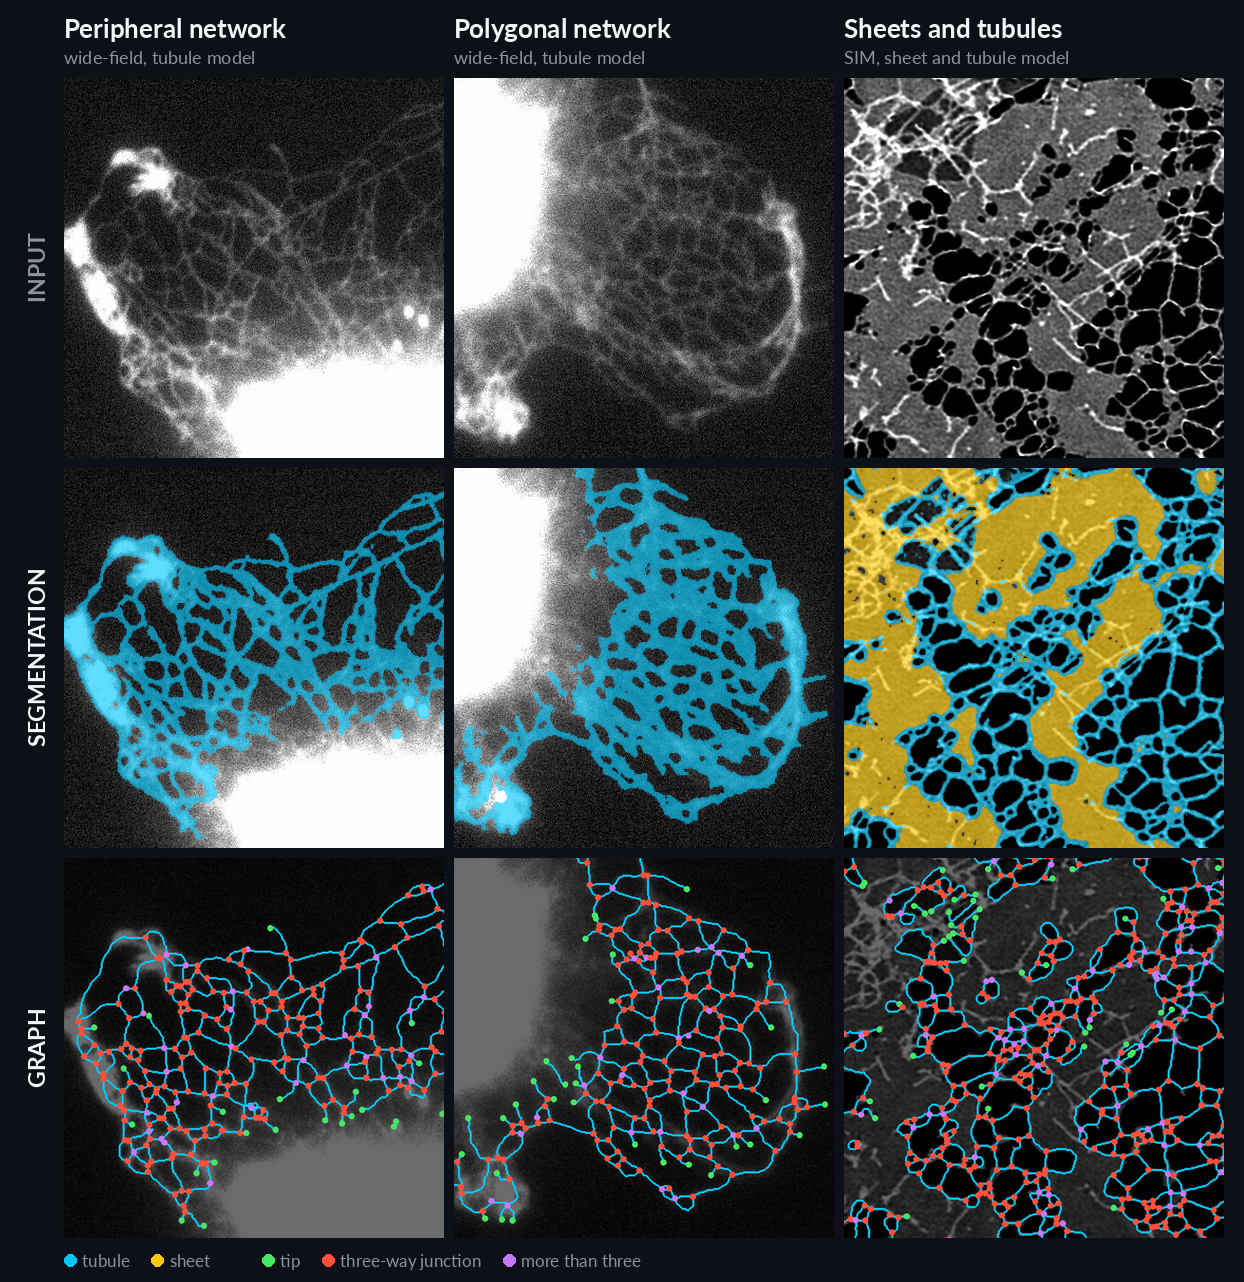 Peripheral network
wide-field, tubule model
Polygonal network
wide-field, tubule model
Sheets and tubules
SIM, sheet and tubule model
INPUT
SEGMENTATION
GRAPH
tubule
sheet
tip
three-way junction
more than three